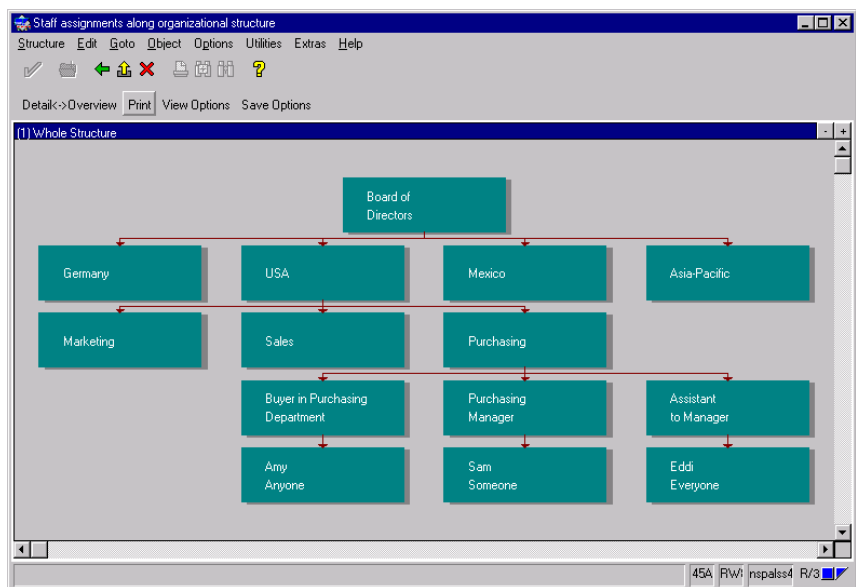 Staff assignments along organizational structure
Structure Edit Goto Object Options Utilities Extras Help
Detail<->Overview Print View Options Save Options
(1) Whole Structure
Board of
Directors
Germany USA Mexico Asia-Pacific
Marketing Sales Purchasing
Buyer in Purchasing
Department
Purchasing
Manager
Assistant
to Manager
Amy
Anyone
Sam
Someone
Eddi
Everyone
45A nspalss4 R/3